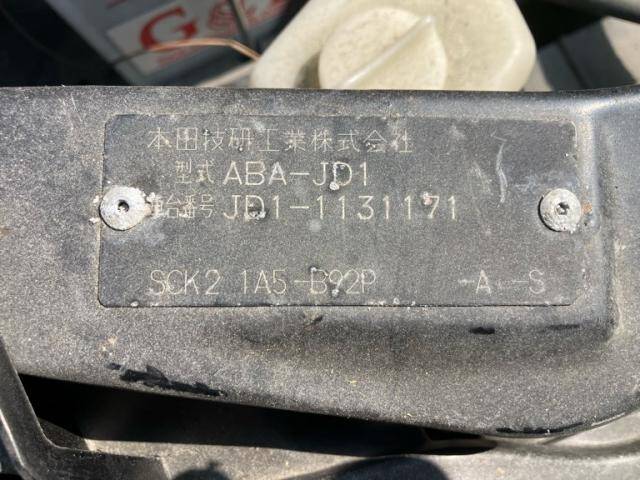 G&
本田技研工業株式会社
型式 ABA-JD1
車台番号 JD1-1131171
SCK2 1A5-B92P -A -S